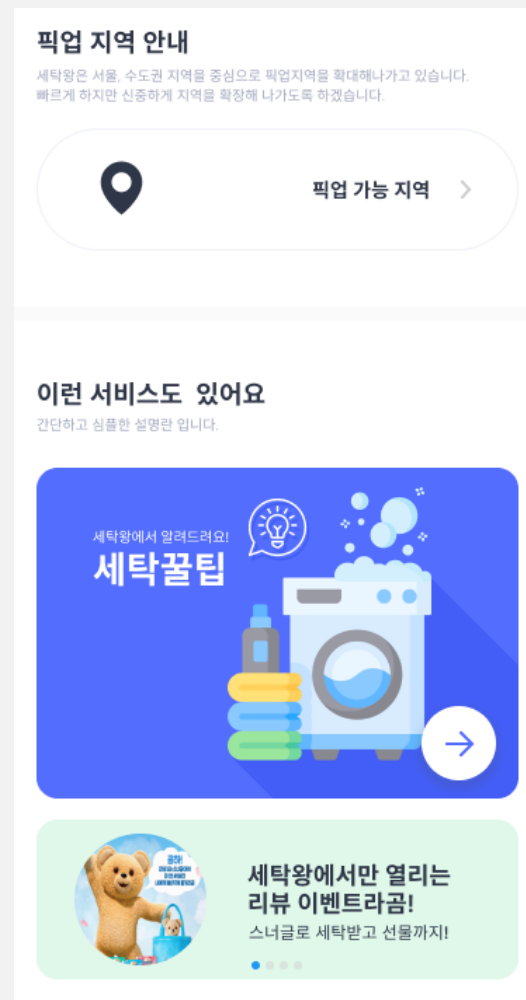 픽업 지역 안내
세탁왕은 서울, 수도권 지역을 중심으로 픽업지역을 확대해나가고 있습니다.
빠르게 하지만 신중하게 지역을 확장해 나가도록 하겠습니다.
픽업 가능 지역
이런 서비스도 있어요
간단하고 심플한 설명란 입니다.
세탁왕에서 알려드려요!
세탁꿀팁
세탁왕에서만 열리는
리뷰 이벤트라곰!
스너글로 세탁받고 선물까지!